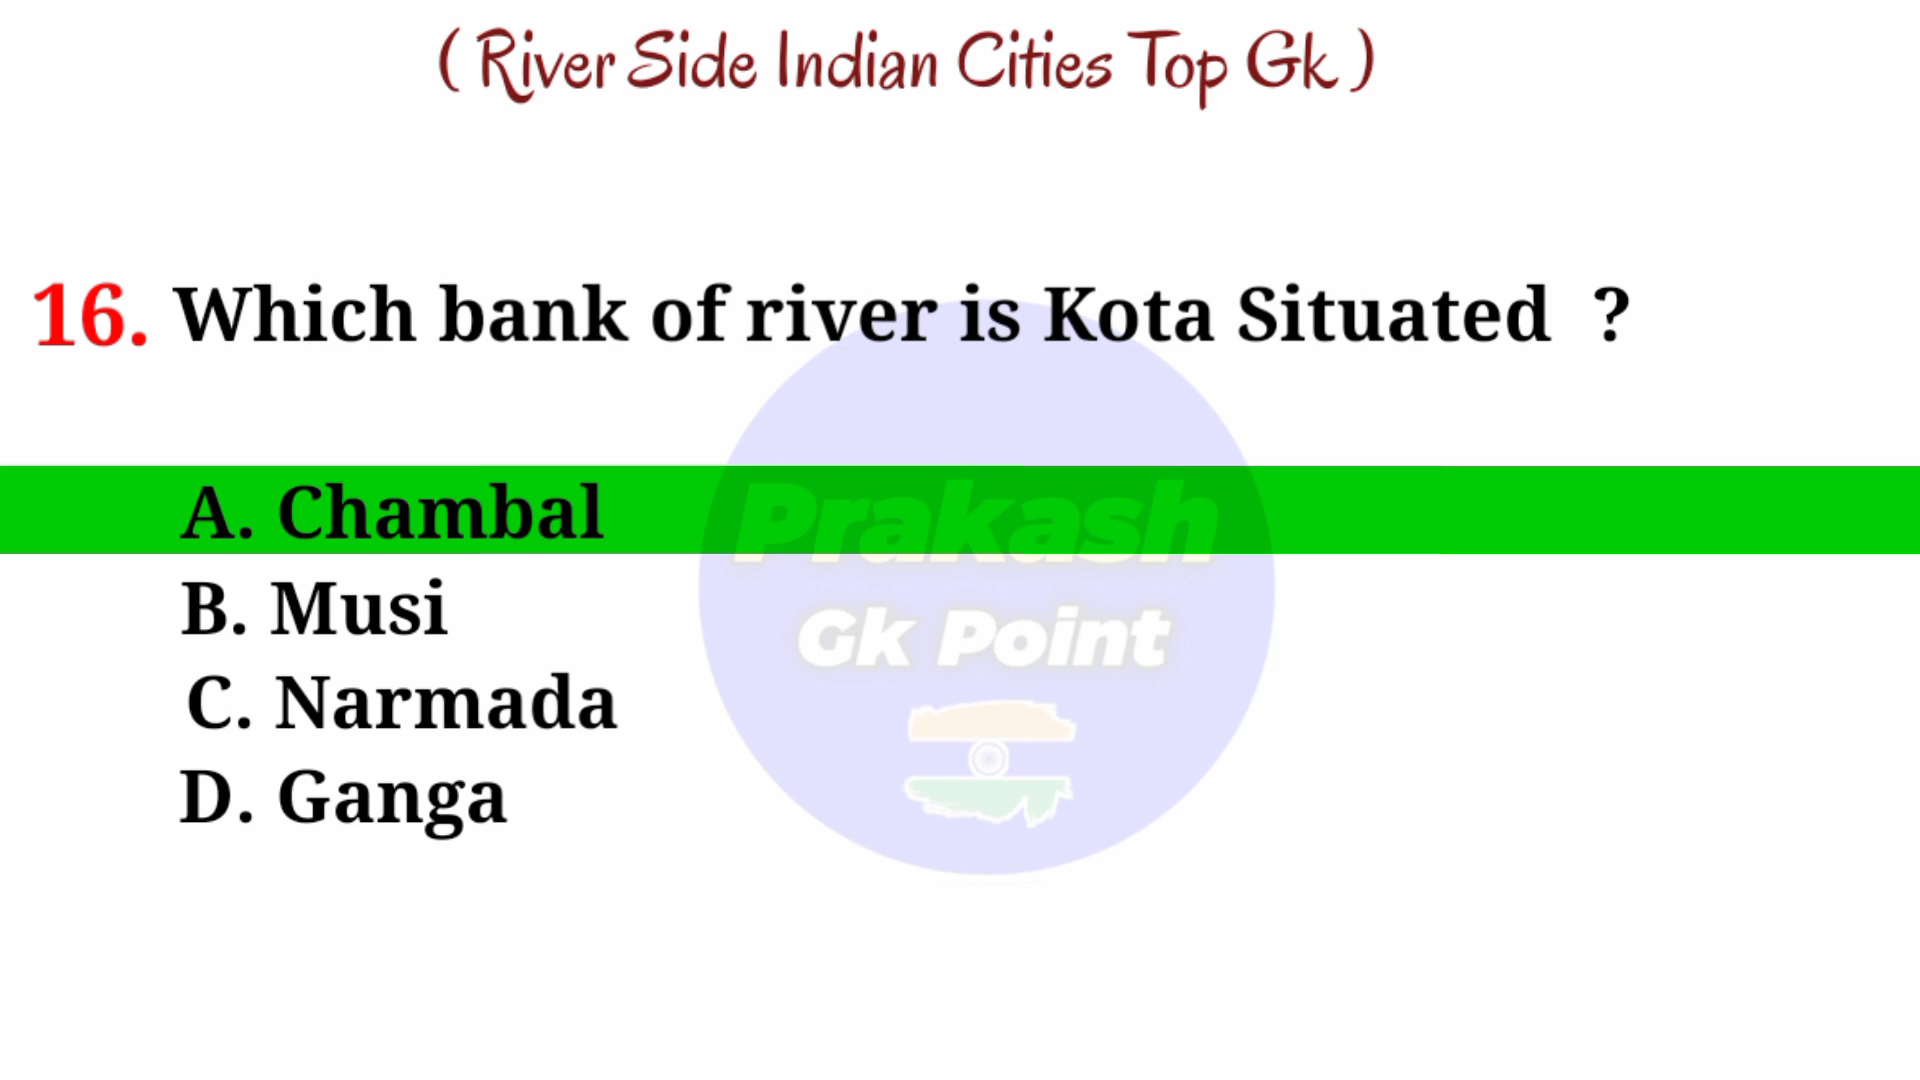 ( River Side Indian Cities Top Gk )
16. Which bank of river is Kota Situated ?
A. Chambal
Prakash
B. Musi
Gk Point
C. Narmada
D. Ganga